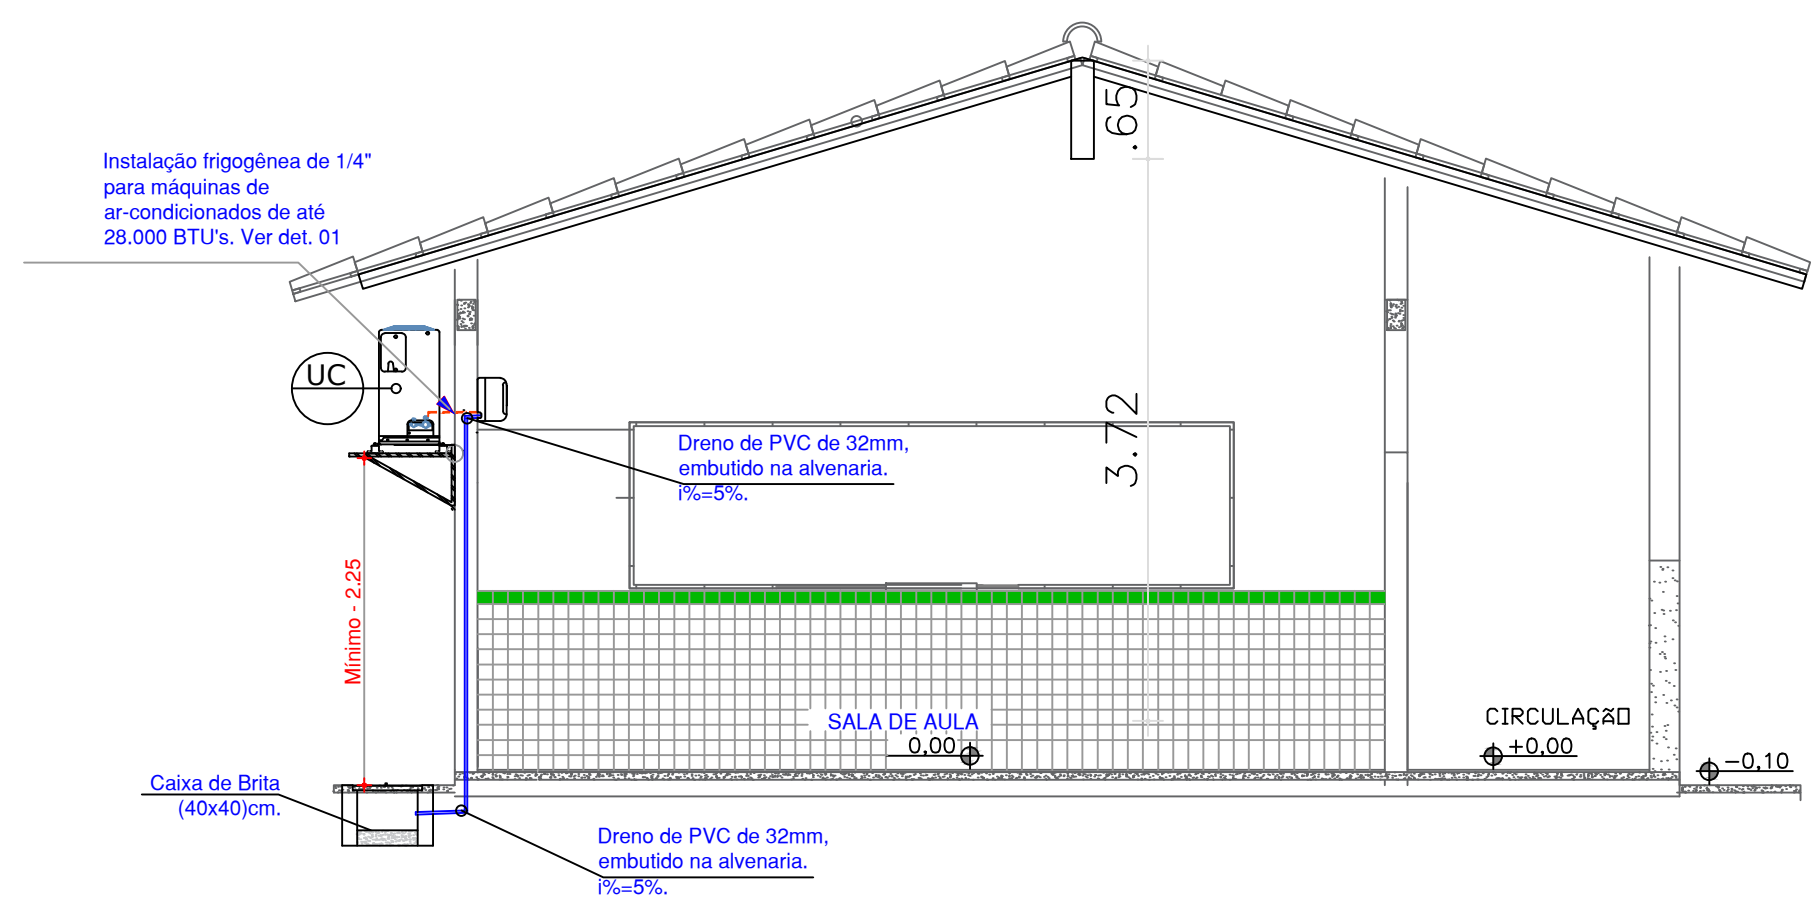 .65
Instalação frigogênea de 1/4"
para máquinas de
ar-condicionados de até
28.000 BTU's. Ver det. 01
UC
3.72
Dreno de PVC de 32mm,
embutido na alvenaria.
i%=5%.
Mínimo - 2.25
SALA DE AULA
0,00
CIRCULAÇÃO
+0,00
-0,10
Caixa de Brita
(40x40)cm.
Dreno de PVC de 32mm,
embutido na alvenaria.
i%=5%.